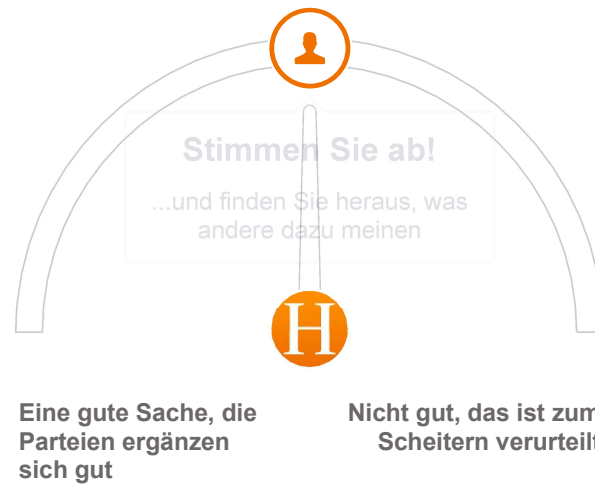 Stimmen Sie ab!
...und finden Sie heraus, was
andere dazu meinen
H
Eine gute Sache, die
Parteien ergänzen
sich gut
Nicht gut, das ist zum
Scheitern verurteilt